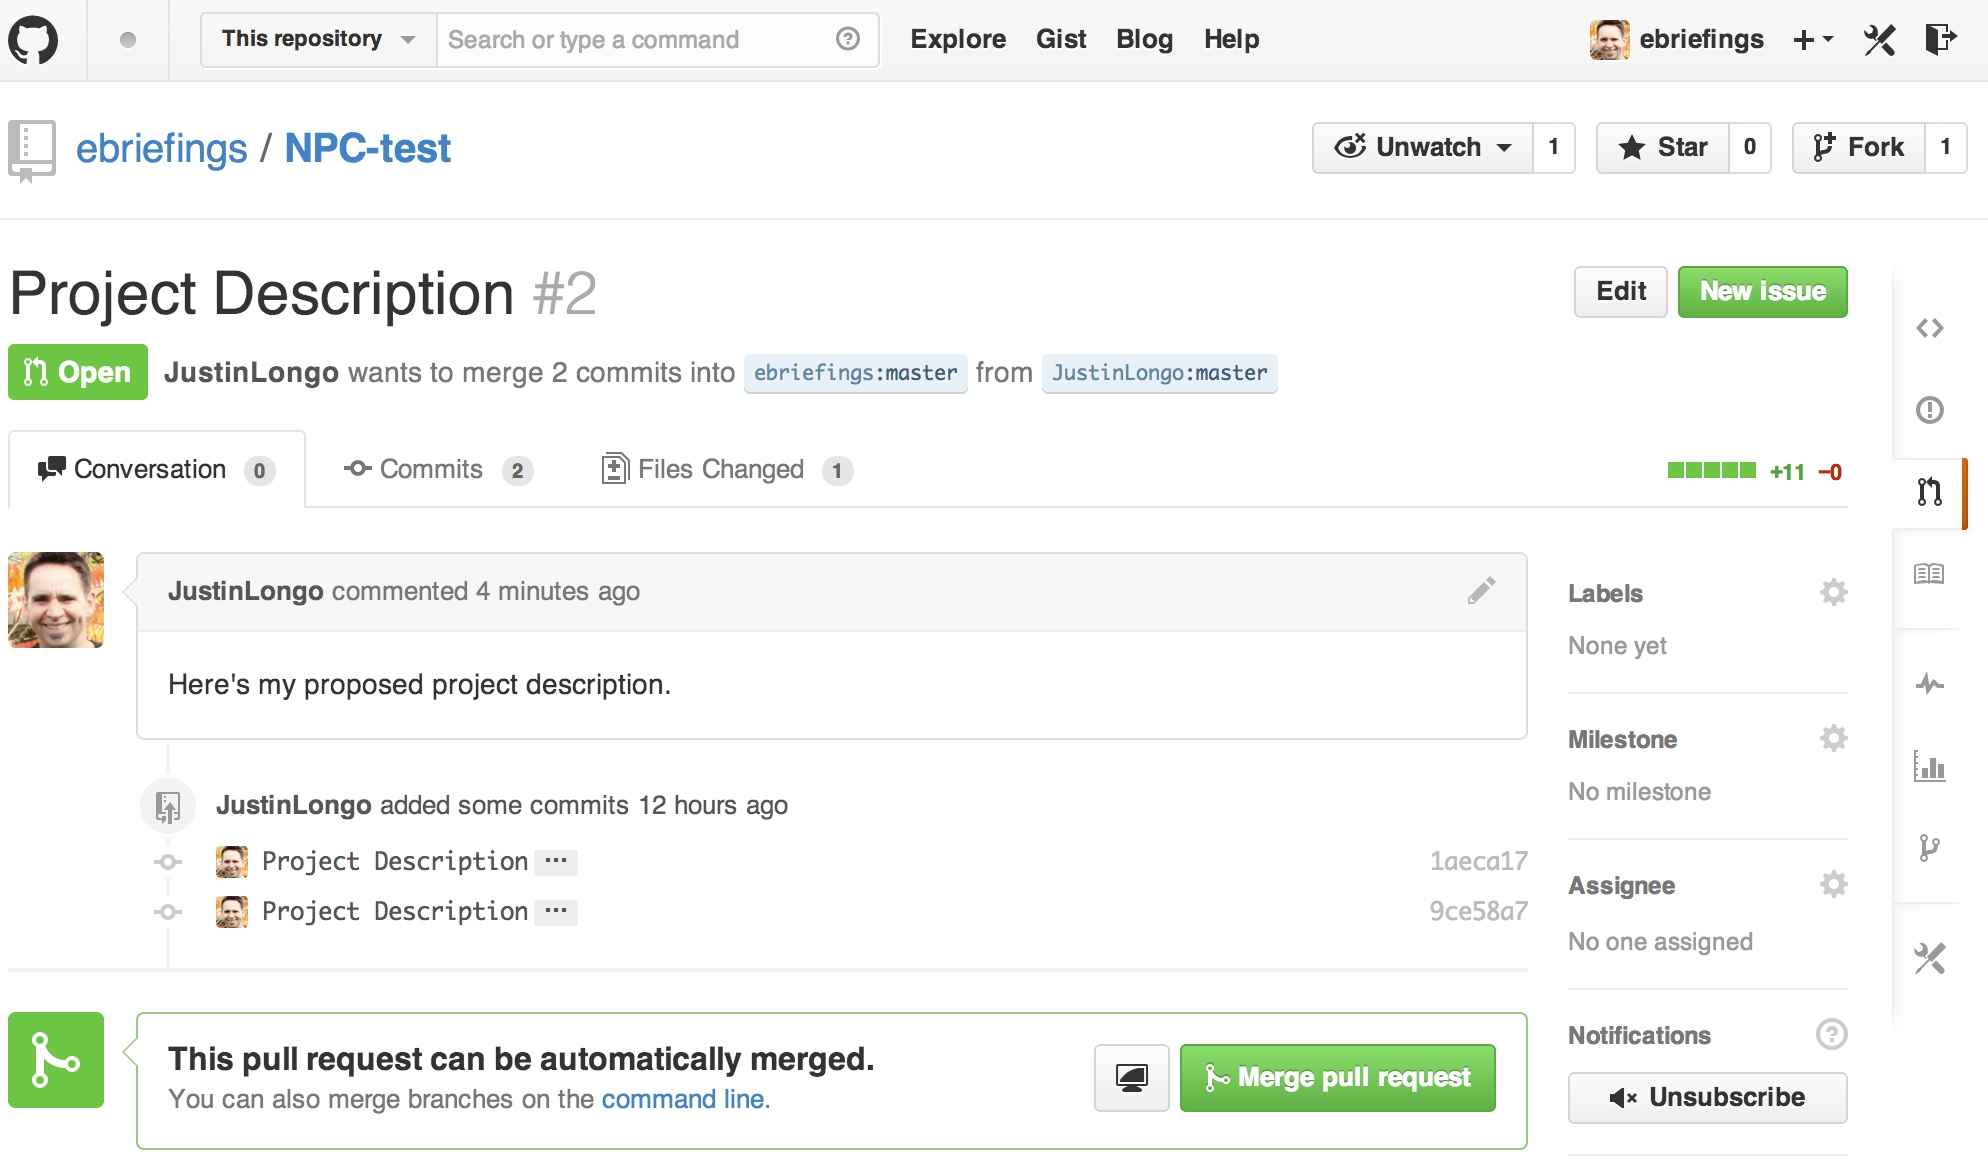 This repository Search or type a command Explore Gist Blog Help ebriefings
ebriefings / NPC-test Unwatch 1 Star 0 Fork 1
Project Description #2 Edit New issue
Open JustinLongo wants to merge 2 commits into ebriefings:master from JustinLongo:master
Conversation 0 Commits 2 Files Changed 1 +11 −0
JustinLongo commented 4 minutes ago
Here's my proposed project description.
JustinLongo added some commits 12 hours ago
Project Description ... 1aeca17
Project Description ... 9ce58a7
This pull request can be automatically merged.
You can also merge branches on the command line.
Merge pull request
Labels
None yet
Milestone
No milestone
Assignee
No one assigned
Notifications
Unsubscribe